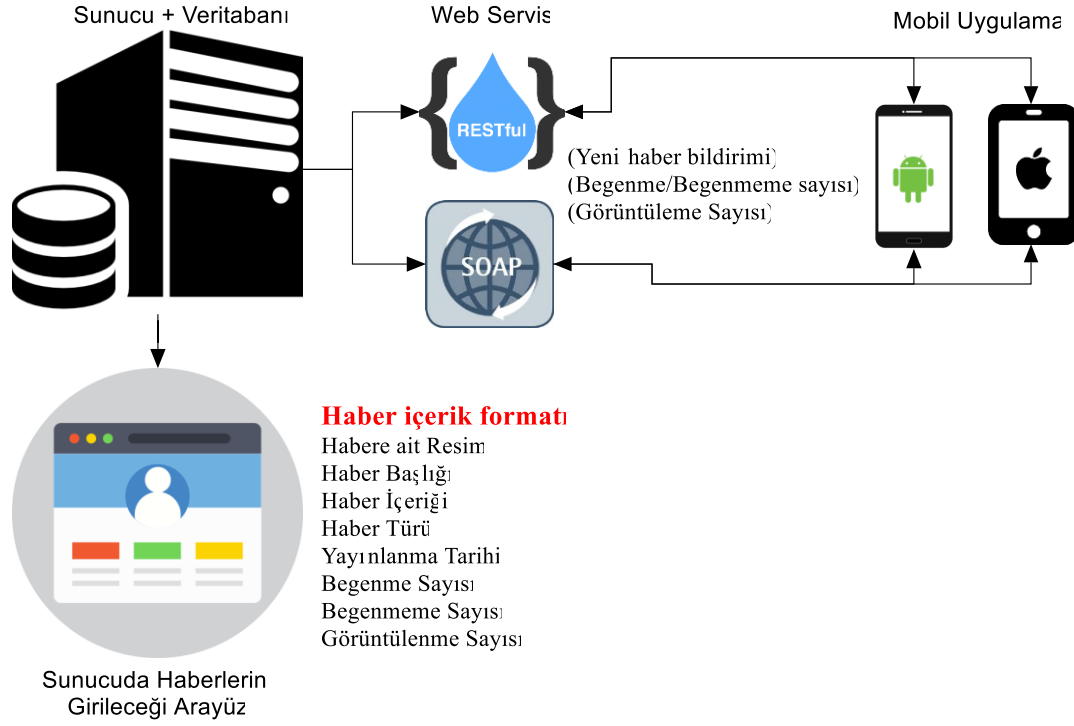 Sunucu + Veritabanı
Web Servis
Mobil Uygulama
RESTful
(Yeni haber bildirimi)
(Begenme/Begenmeme sayısı)
(Görüntüleme Sayısı)
SOAP
Haber içerik formatı
Habere ait Resim
Haber Başlığı
Haber İçeriği
Haber Türü
Yayınlanma Tarihi
Begenme Sayısı
Begenmeme Sayısı
Görüntülenme Sayısı
Sunucuda Haberlerin
Girileceği Arayüz